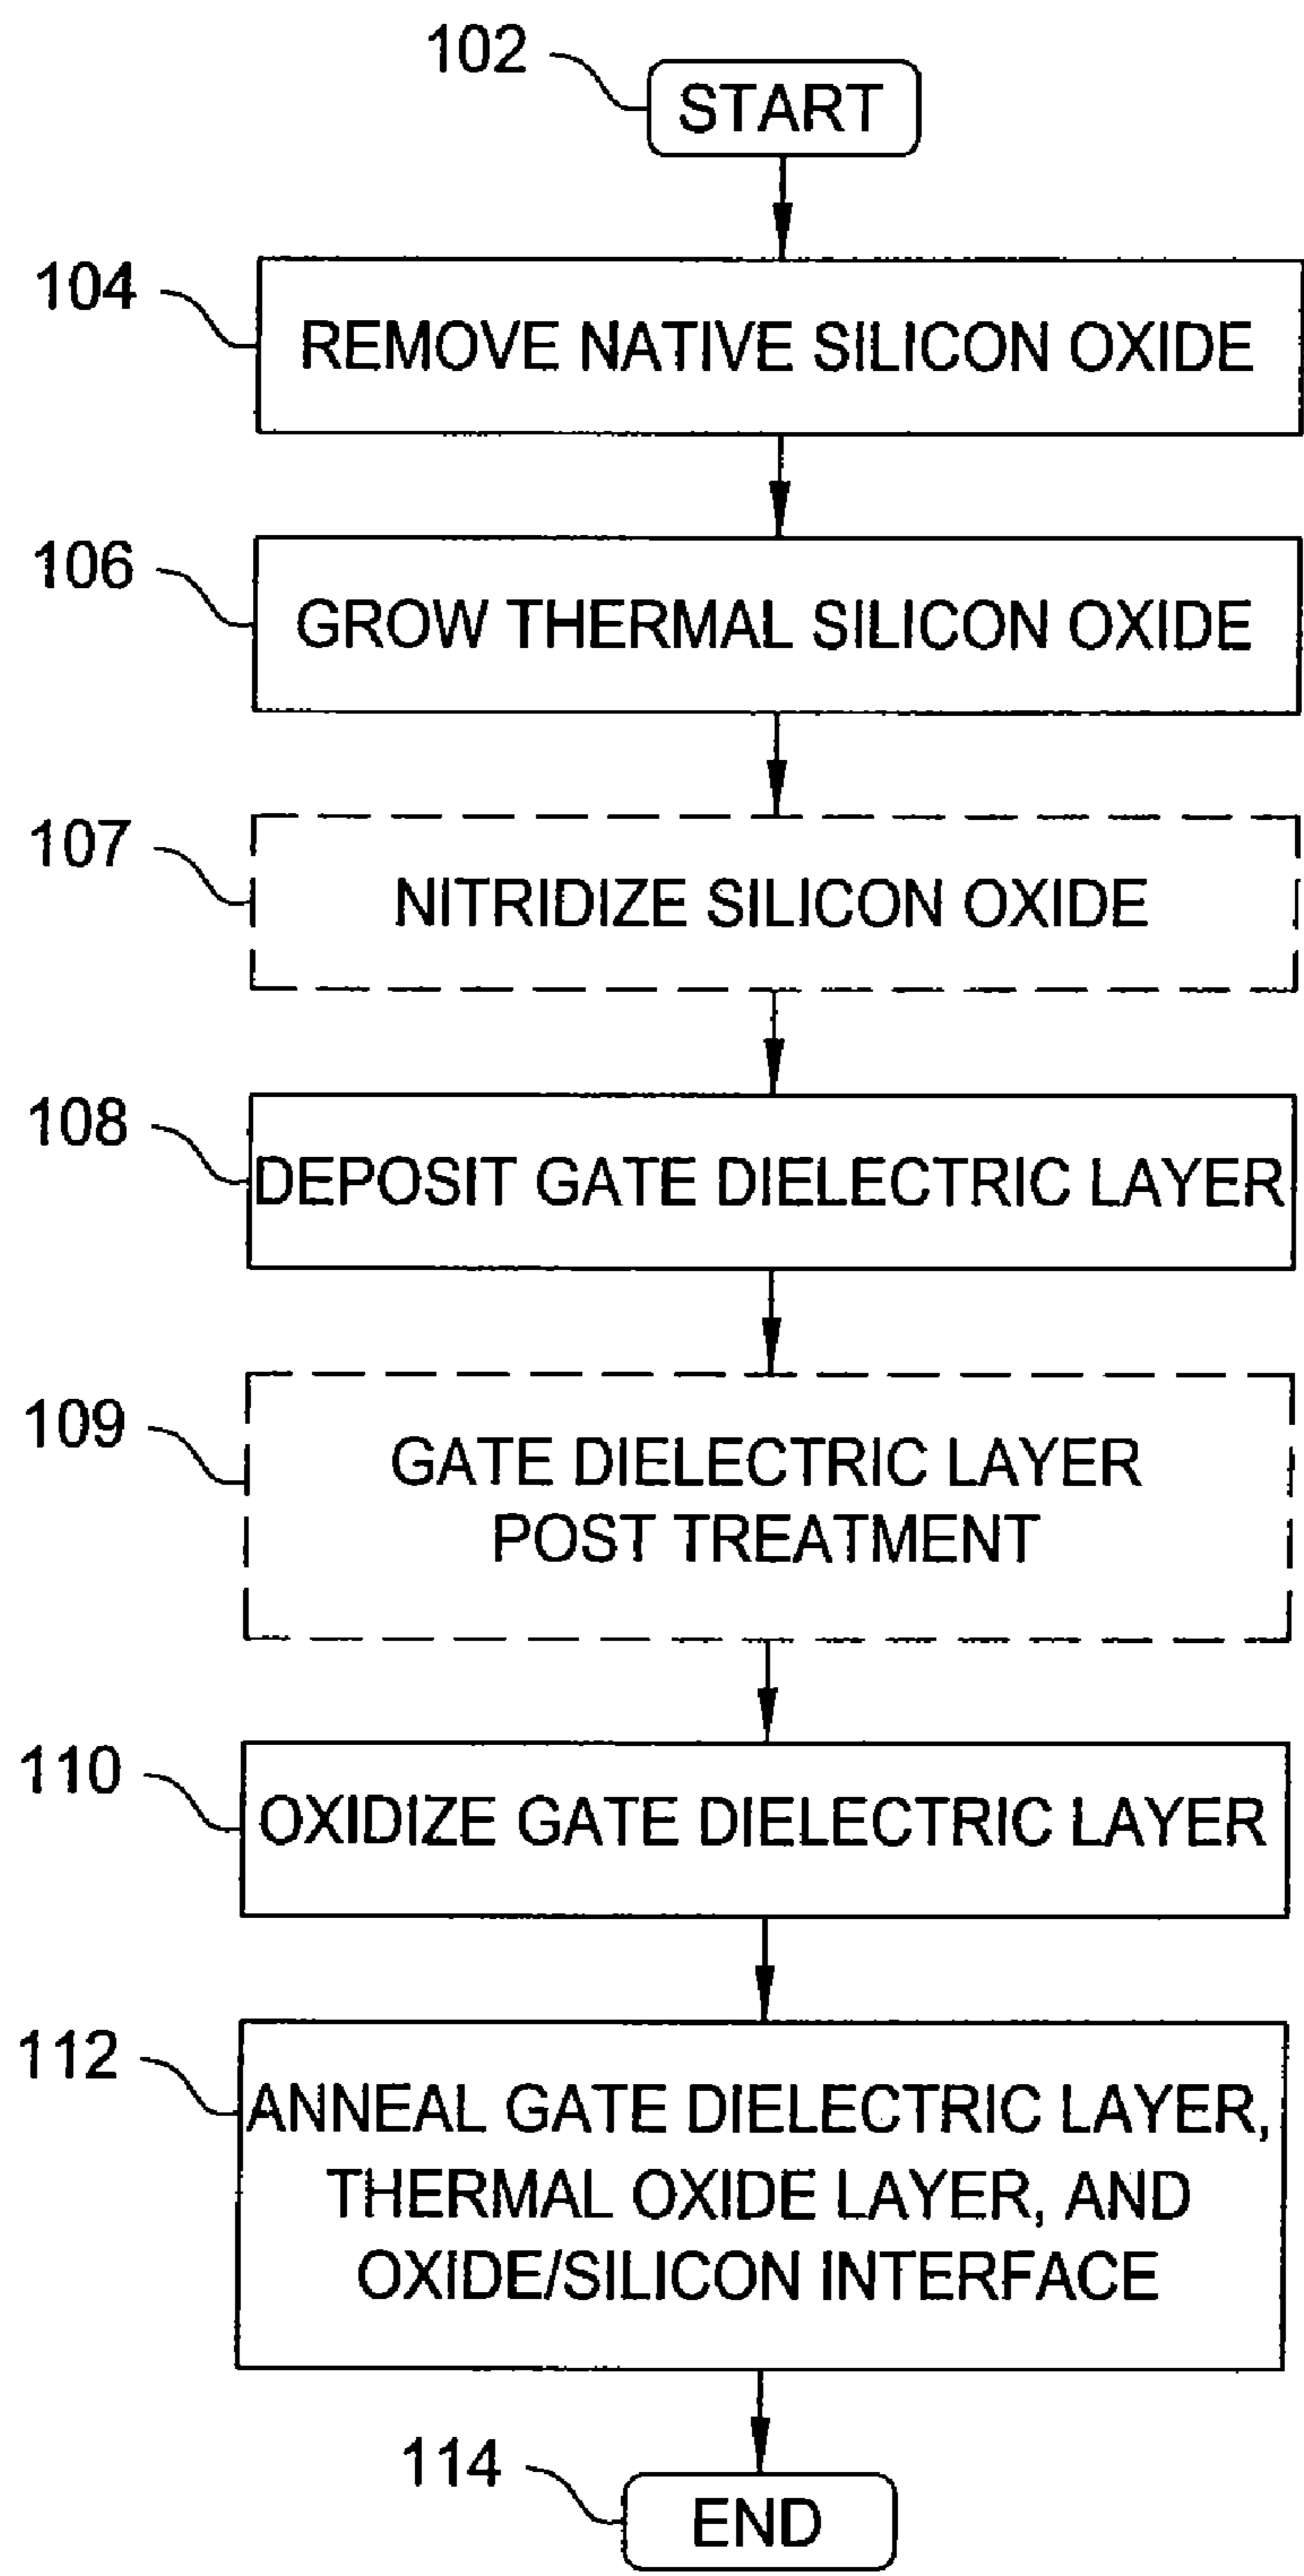 102
START
104
REMOVE NATIVE SILICON OXIDE
106
GROW THERMAL SILICON OXIDE
107
NITRIDIZE SILICON OXIDE
108
DEPOSIT GATE DIELECTRIC LAYER
109
GATE DIELECTRIC LAYER
POST TREATMENT
110
OXIDIZE GATE DIELECTRIC LAYER
112
ANNEAL GATE DIELECTRIC LAYER,
THERMAL OXIDE LAYER, AND
OXIDE/SILICON INTERFACE
114
END